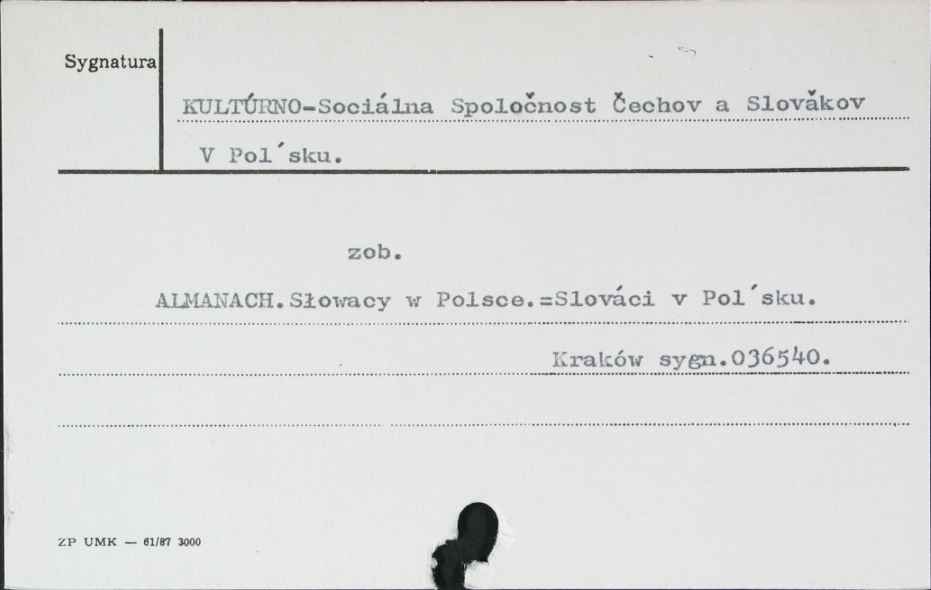 Sygnatura
KULTÚRNO-Sociálna Spoločnost Čechov a Slovǎkov
V Pol´sku.
zob.
ALMANACH.Słowacy w Polsce.=Slováci v Pol´sku.
Kraków sygn.036540.
ZP UMK — 61/87 3000